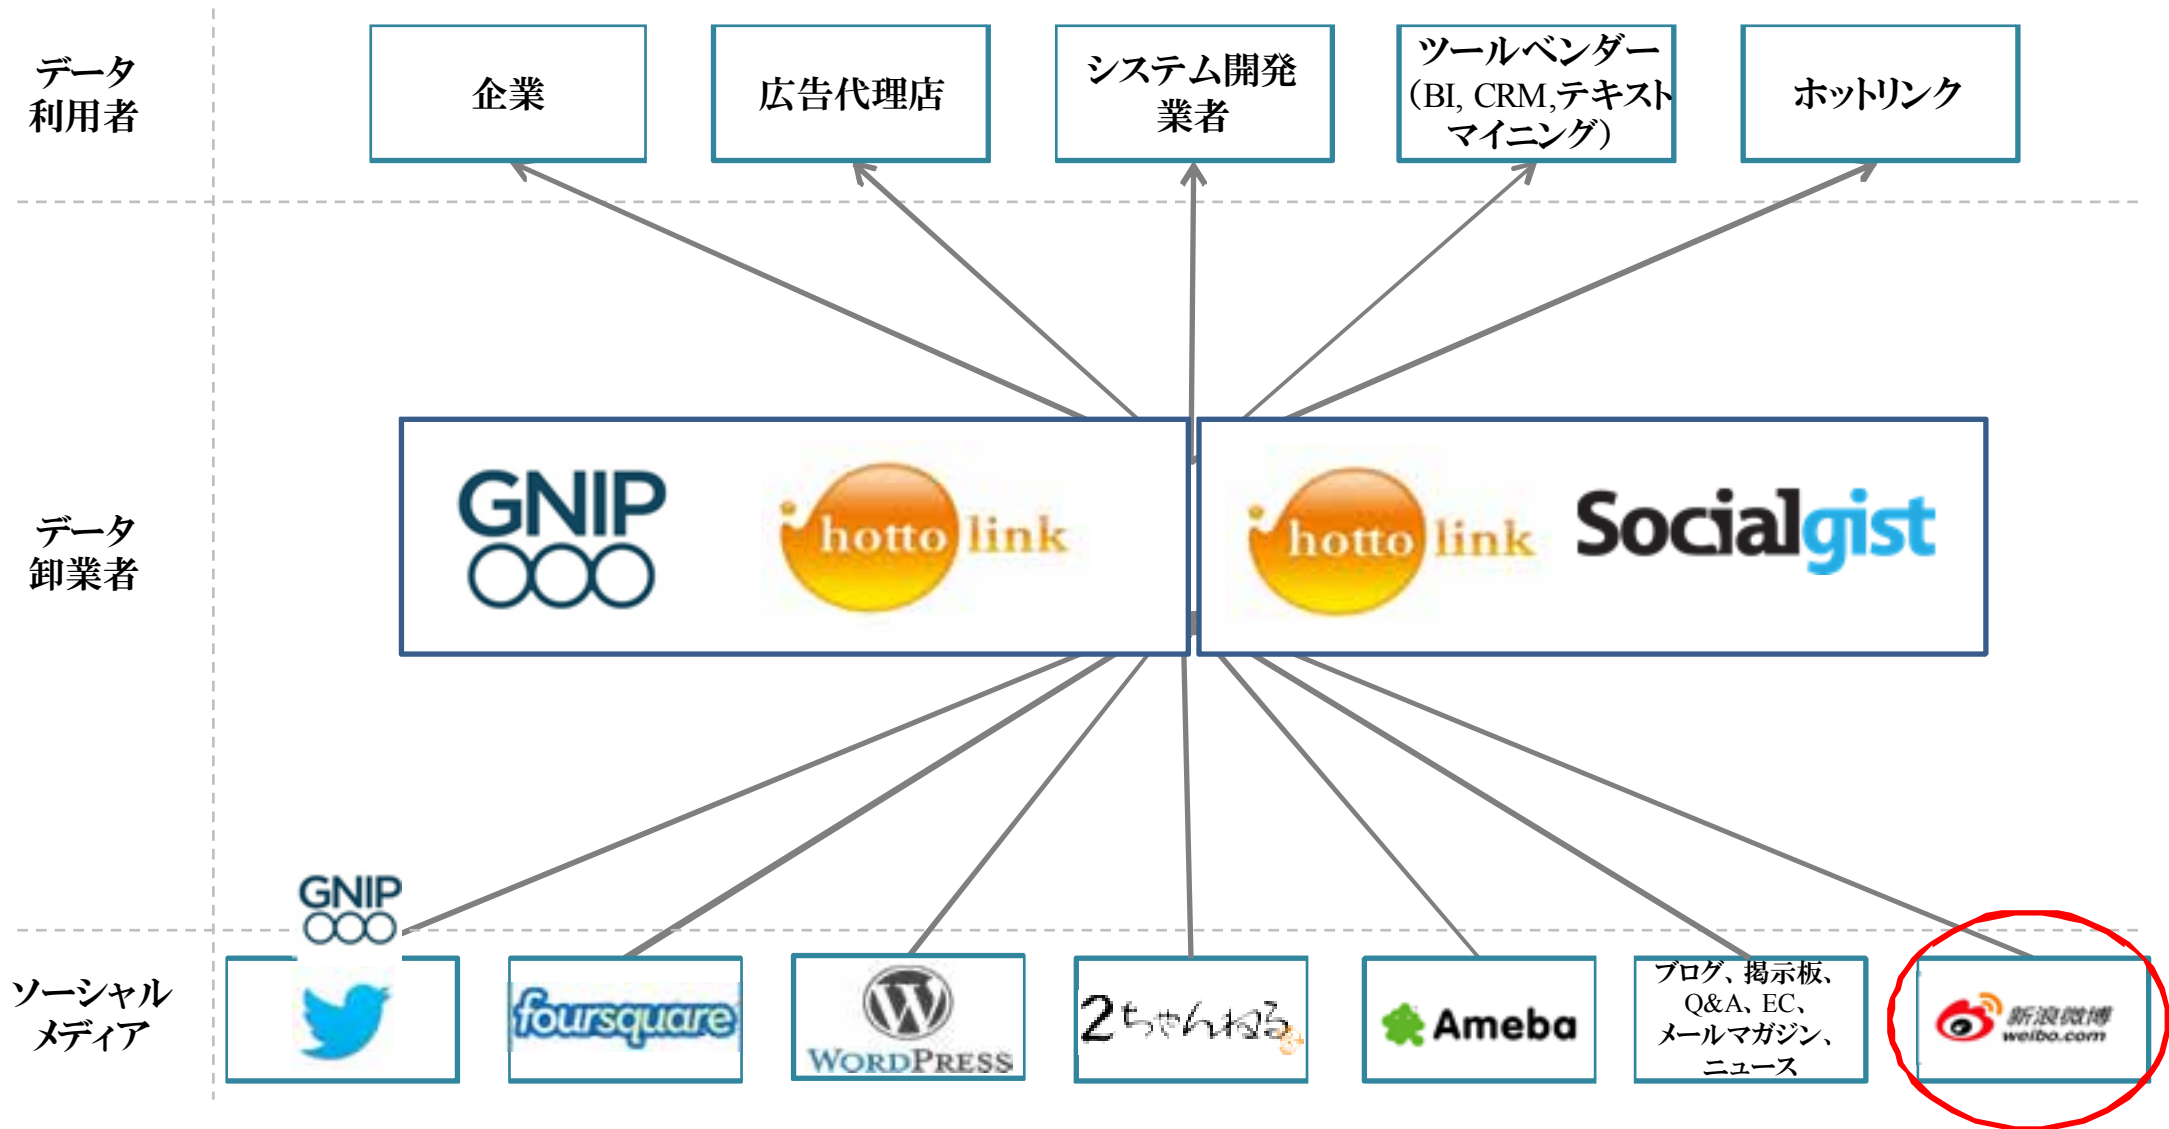 データ
利用者
企業
広告代理店
システム開発
業者
ツールベンダー
（BI, CRM,テキスト
マイニング）
ホットリンク
データ
卸業者
GNIP
hotto link
hotto link
Socialgist
ソーシャル
メディア
GNIP
foursquare
WORDPRESS
2ちゃんねる
Ameba
ブログ、掲示板、
Q&A、EC、
メールマガジン、
ニュース
新浪微博
weibo.com